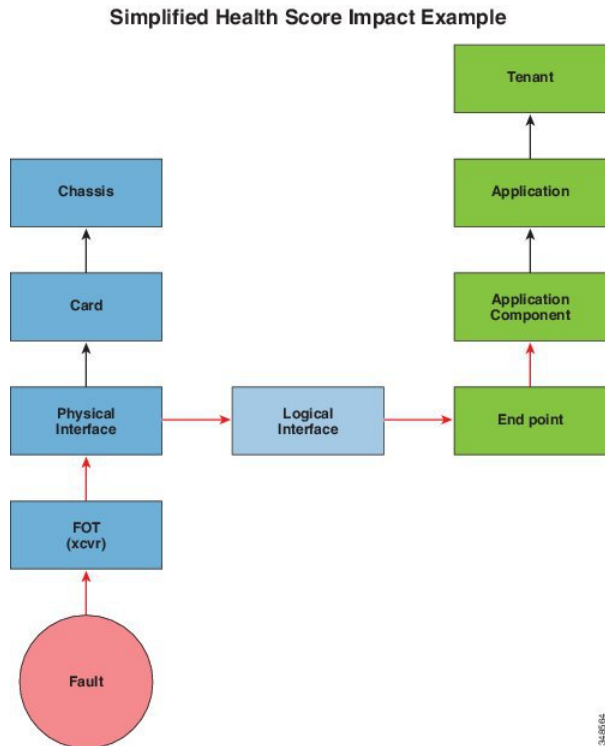 Simplified Health Score Impact Example
Tenant
Chassis
Application
Card
Application
Component
Physical
Interface
Logical
Interface
End point
FOT
(xcvr)
Fault
348564